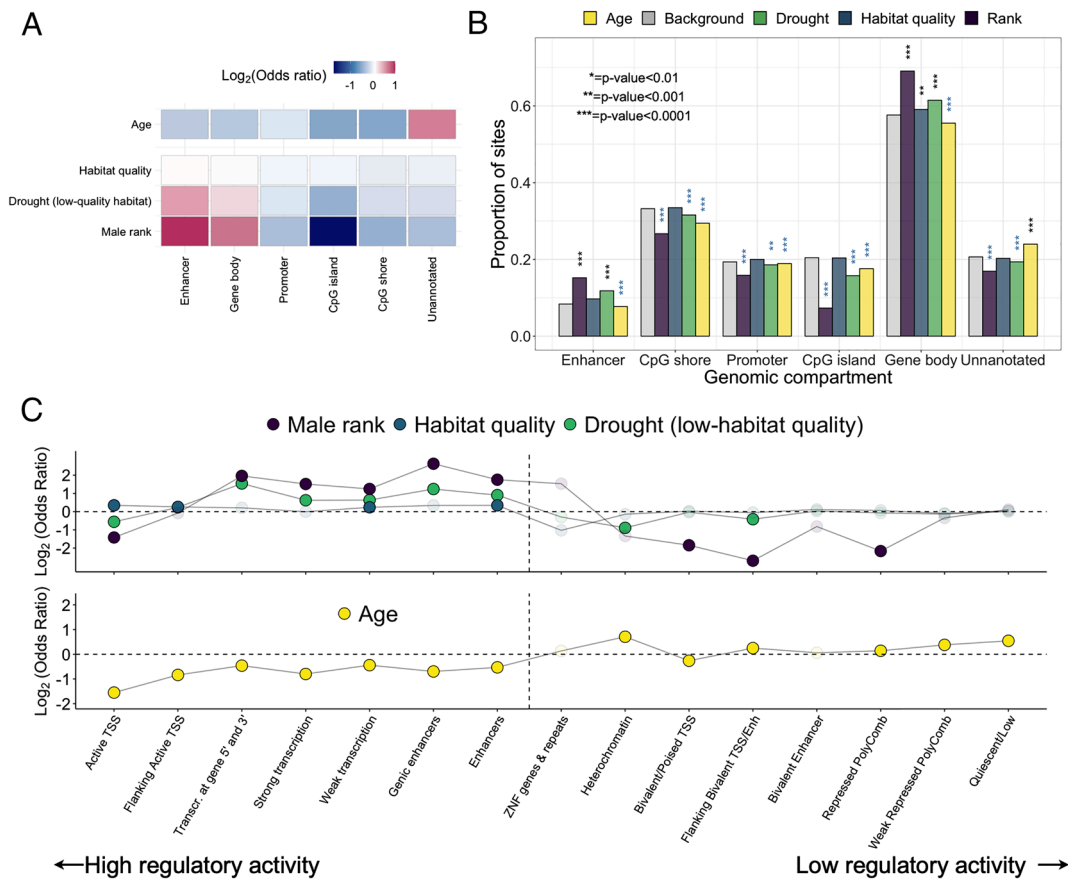 A
Log2(Odds ratio)
-1 0 1
Age
Habitat quality
Drought (low-quality habitat)
Male rank
Enhancer
Gene body
Promoter
CpG island
CpG shore
Unannotated
B
Age Background Drought Habitat quality Rank
*=p-value<0.01
**=p-value<0.001
***=p-value<0.0001
Proportion of sites
0.6
0.4
0.2
0.0
*** *** ***
*** *** ***
*** ** ***
*** *** ***
*** ** *** ***
*** *** ***
Enhancer CpG shore Promoter CpG island Gene body Unnanotated
Genomic compartment
C
Male rank Habitat quality Drought (low-habitat quality)
Log2 (Odds Ratio)
2
1
0
-1
-2
Age
Log2 (Odds Ratio)
2
1
0
-1
-2
Active TSS
Flanking Active TSS
Transcr. at gene 5' and 3'
Strong transcription
Weak transcription
Genic enhancers
Enhancers
ZNF genes & repeats
Heterochromatin
Bivalent/Poised TSS
Flanking Bivalent TSS/Enh
Bivalent Enhancer
Repressed PolyComb
Weak Repressed PolyComb
Quiescent/Low
←High regulatory activity
Low regulatory activity →